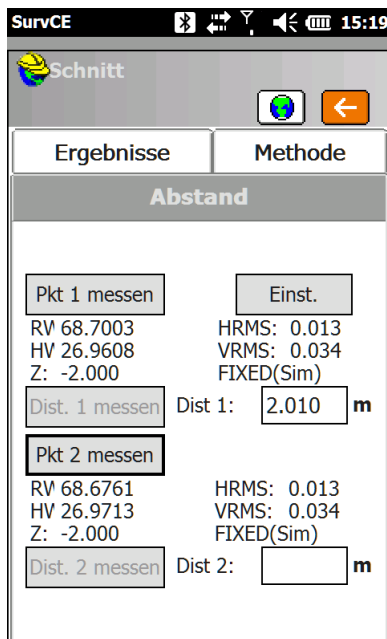 SurvCE 15:19
Schnitt
Ergebnisse Methode
Abstand
Pkt 1 messen Einst.
RW 68.7003 HRMS: 0.013
HW 26.9608 VRMS: 0.034
Z: -2.000 FIXED(Sim)
Dist. 1 messen Dist 1: 2.010 m
Pkt 2 messen
RW 68.6761 HRMS: 0.013
HW 26.9713 VRMS: 0.034
Z: -2.000 FIXED(Sim)
Dist. 2 messen Dist 2: m